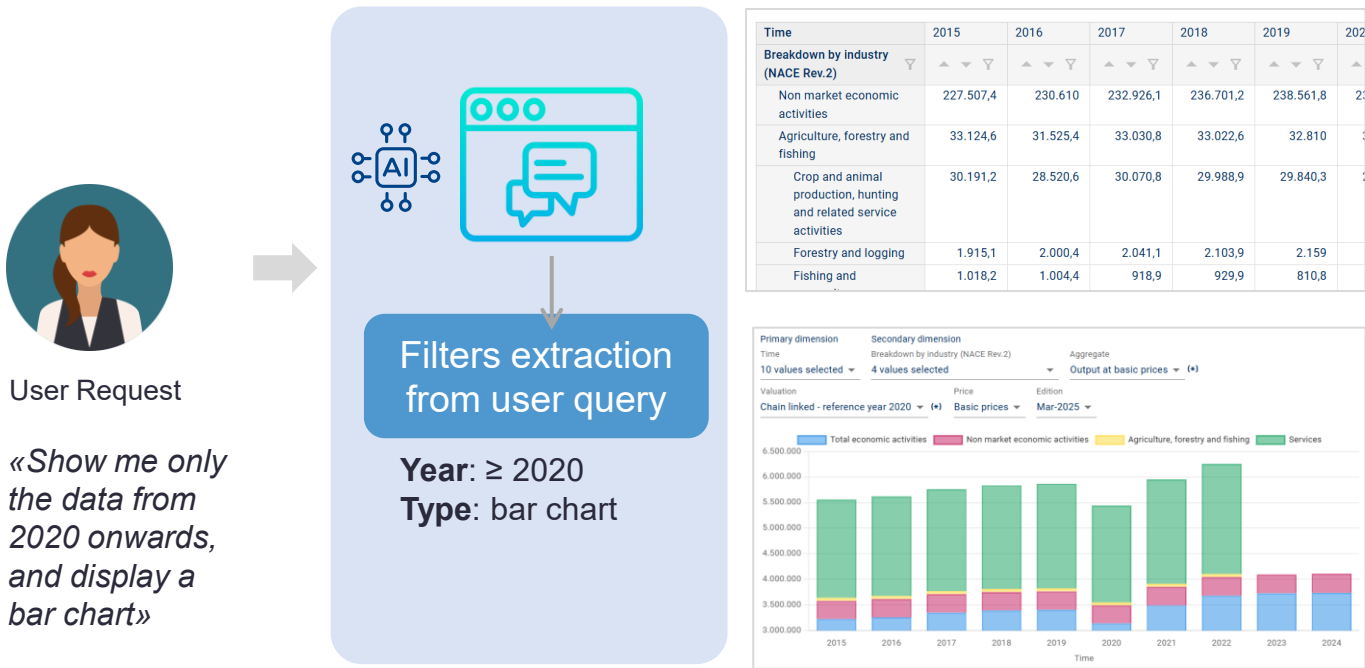 User Request
«Show me only
the data from
2020 onwards,
and display a
bar chart»
AI
Filters extraction
from user query
Year: ≥ 2020
Type: bar chart
Time 2015 2016 2017 2018 2019
Breakdown by industry
(NACE Rev.2)
Non market economic
activities 227.507,4 230.610 232.926,1 236.701,2 238.561,8
Agriculture, forestry and
fishing 33.124,6 31.525,4 33.030,8 33.022,6 32.810
Crop and animal
production, hunting
and related service
activities 30.191,2 28.520,6 30.070,8 29.988,9 29.840,3
Forestry and logging 1.915,1 2.000,4 2.041,1 2.103,9 2.159
Fishing and 1.018,2 1.004,4 918,9 929,9 810,8
Primary dimension Secondary dimension
Time Breakdown by industry (NACE Rev.2) Aggregate
10 values selected 4 values selected Output at basic prices (•)
Valuation Price Edition
Chain linked - reference year 2020 (•) Basic prices Mar-2025
Total economic activities Non market economic activities Agriculture, forestry and fishing Services
6.500.000
6.000.000
5.500.000
5.000.000
4.500.000
4.000.000
3.500.000
3.000.000
2015 2016 2017 2018 2019 2020 2021 2022 2023 2024
Time